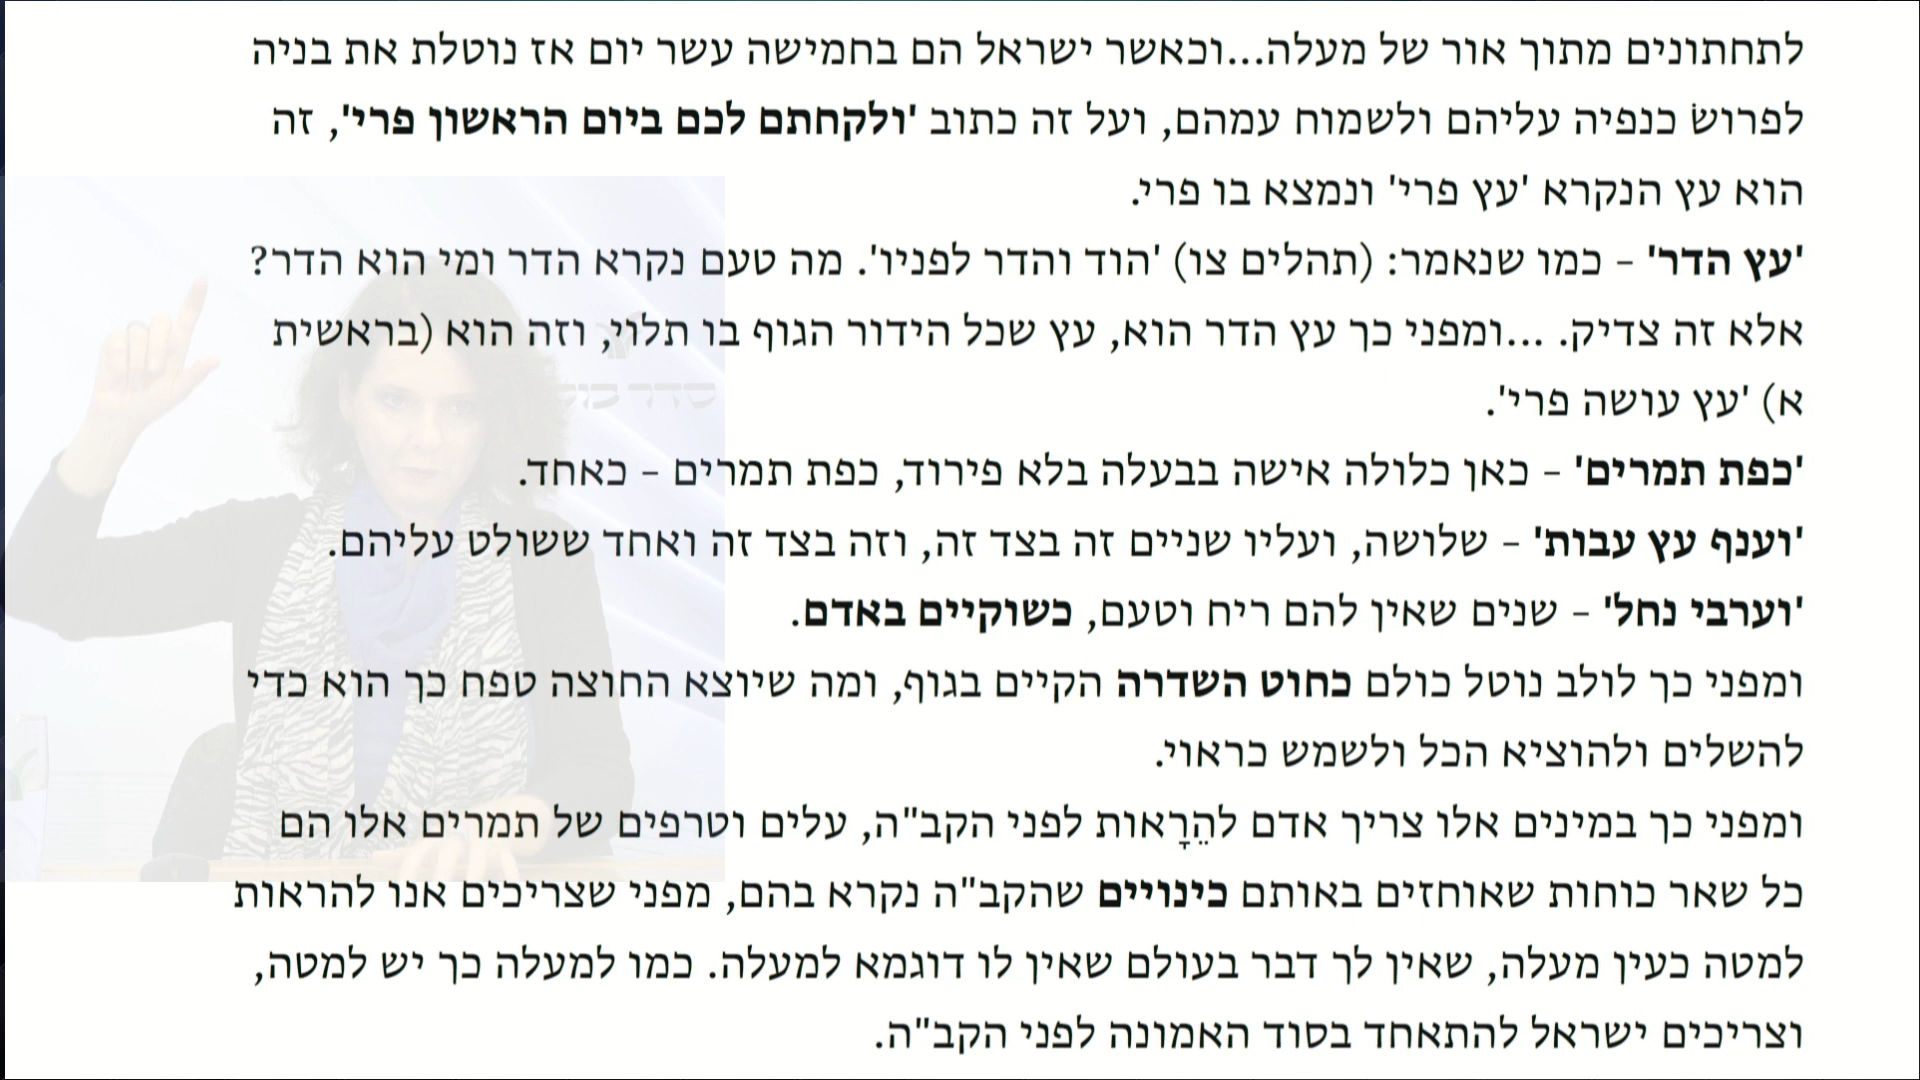 לתחתונים מתוך אור של מעלה...וכאשר ישראל הם בחמישה עשר יום אז נוטלת את בניה
לפרושׂ כנפיה עליהם ולשמוח עמהם, ועל זה כתוב 'ולקחתם לכם ביום הראשון פרי', זה
הוא עץ הנקרא 'עץ פרי' ונמצא בו פרי.
'עץ הדר' – כמו שנאמר: (תהלים צו) 'הוד והדר לפניו'. מה טעם נקרא הדר ומי הוא הדר?
אלא זה צדיק. ...ומפני כך עץ הדר הוא, עץ שכל הידור הגוף בו תלוי, וזה הוא (בראשית
א) 'עץ עושה פרי'.
'כפת תמרים' – כאן כלולה אישה בבעלה בלא פירוד, כפת תמרים – כאחד.
'וענף עץ עבות' – שלושה, ועליו שניים זה בצד זה, וזה בצד זה ואחד ששולט עליהם.
'וערבי נחל' – שנים שאין להם ריח וטעם, כשוקיים באדם.
ומפני כך לולב נוטל כולם כחוט השדרה הקיים בגוף, ומה שיוצא החוצה טפח כך הוא כדי
להשלים ולהוציא הכל ולשמש כראוי.
ומפני כך במינים אלו צריך אדם להֵרָאות לפני הקב"ה, עלים וטרפים של תמרים אלו הם
כל שאר כוחות שאוחזים באותם כינויים שהקב"ה נקרא בהם, מפני שצריכים אנו להראות
למטה כעין מעלה, שאין לך דבר בעולם שאין לו דוגמא למעלה. כמו למעלה כך יש למטה,
וצריכים ישראל להתאחד בסוד האמונה לפני הקב"ה.